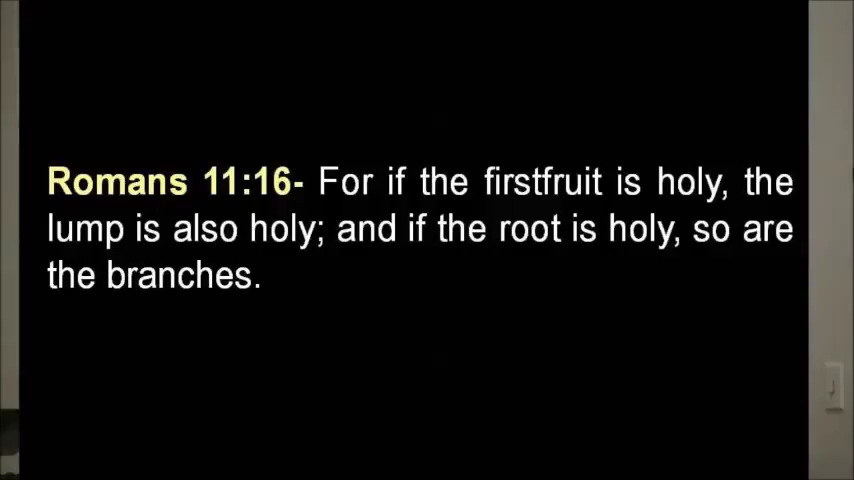 Romans 11:16- For if the firstfruit is holy, the
lump is also holy; and if the root is holy, so are
the branches.